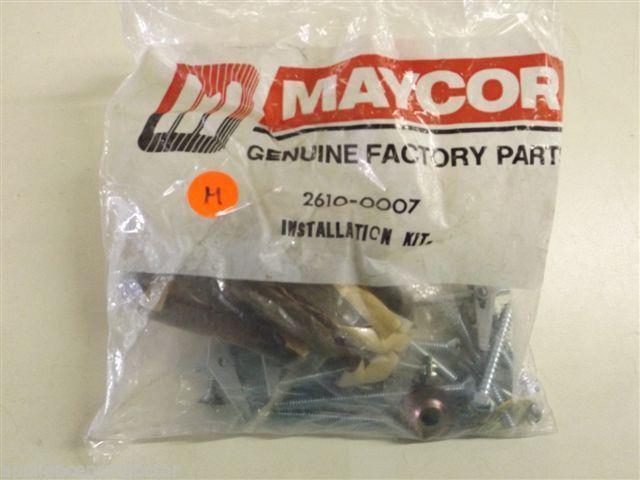 MAYCOR
GENUINE FACTORY PARTS
M
2610-0007
INSTALLATION KIT-